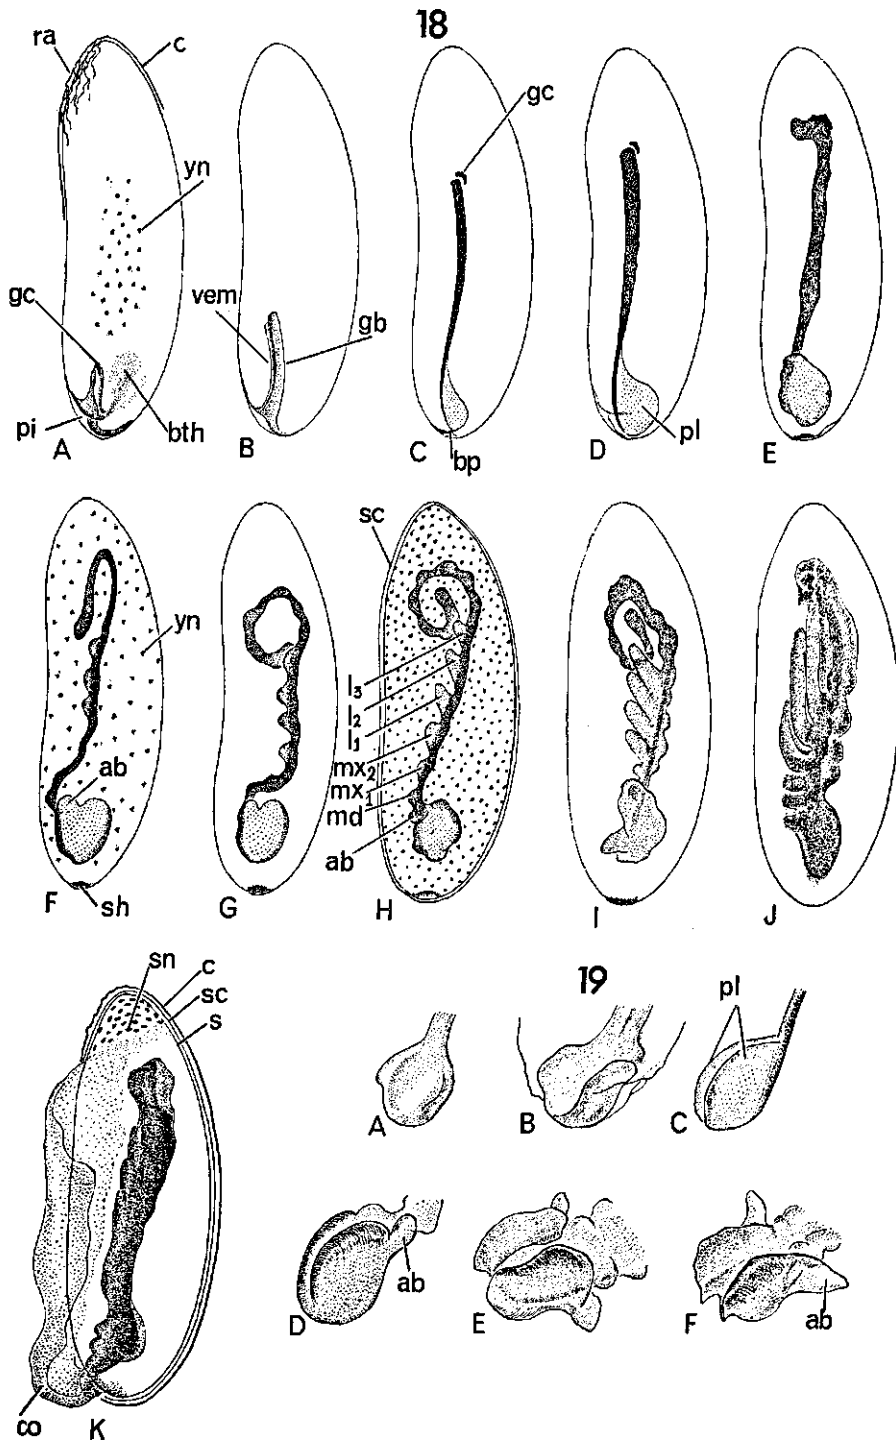 18
ra
c
yn
gc
pi
A
bth
vem
gb
B
gc
C
bp
D
pl
E
yn
ab
F
sh
G
sc
l3
l2
l1
mx2
mx1
md
ab
H
I
J
sn
c
sc
s
co
K
19
A
B
pl
C
D
ab
E
F
ab